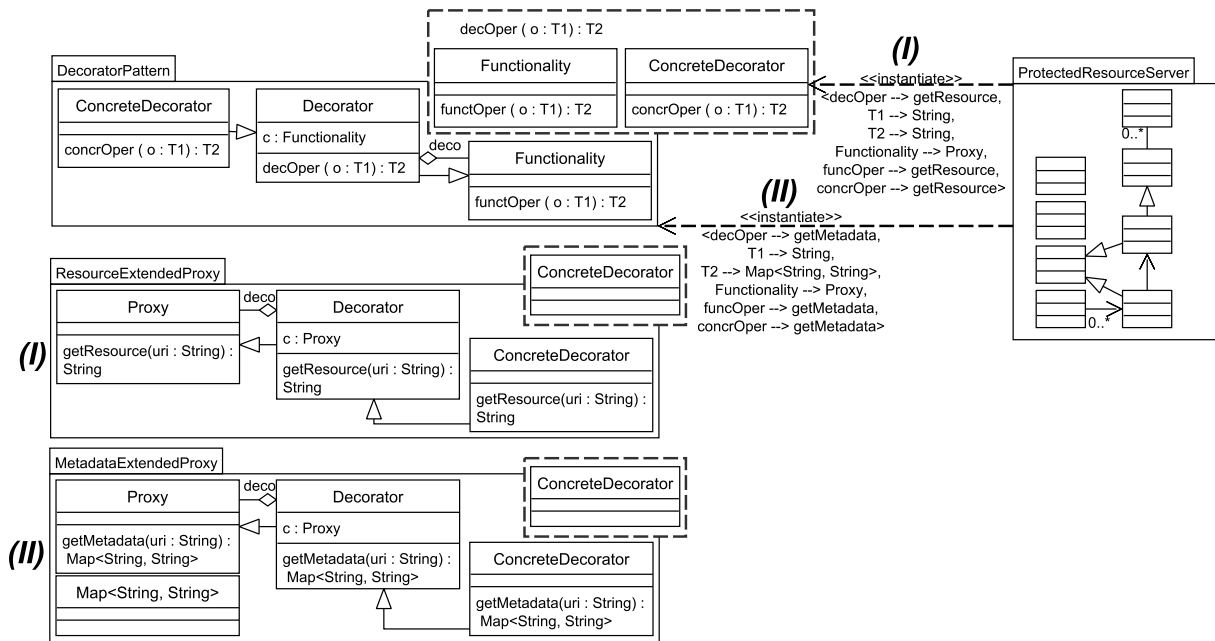 decOper ( o : T1) : T2
Functionality
functOper ( o : T1) : T2
ConcreteDecorator
concrOper ( o : T1) : T2
DecoratorPattern
ConcreteDecorator
concrOper ( o : T1) : T2
Decorator
c : Functionality
decOper ( o : T1) : T2
deco
Functionality
functOper ( o : T1) : T2
(I)
<<instantiate>>
<decOper --> getResource,
T1 --> String,
T2 --> String,
Functionality --> Proxy,
funcOper --> getResource,
concrOper --> getResource>
(II)
<<instantiate>>
<decOper --> getMetadata,
T1 --> String,
T2 --> Map<String, String>,
Functionality --> Proxy,
funcOper --> getMetadata,
concrOper --> getMetadata>
ProtectedResourceServer
0..*
0..*
(I)
ResourceExtendedProxy
Proxy
getResource(uri : String) :
String
deco
Decorator
c : Proxy
getResource(uri : String) :
String
ConcreteDecorator
ConcreteDecorator
getResource(uri : String) :
String
(II)
MetadataExtendedProxy
Proxy
getMetadata(uri : String) :
Map<String, String>
Map<String, String>
deco
Decorator
c : Proxy
getMetadata(uri : String) :
Map<String, String>
ConcreteDecorator
ConcreteDecorator
getMetadata(uri : String) :
Map<String, String>